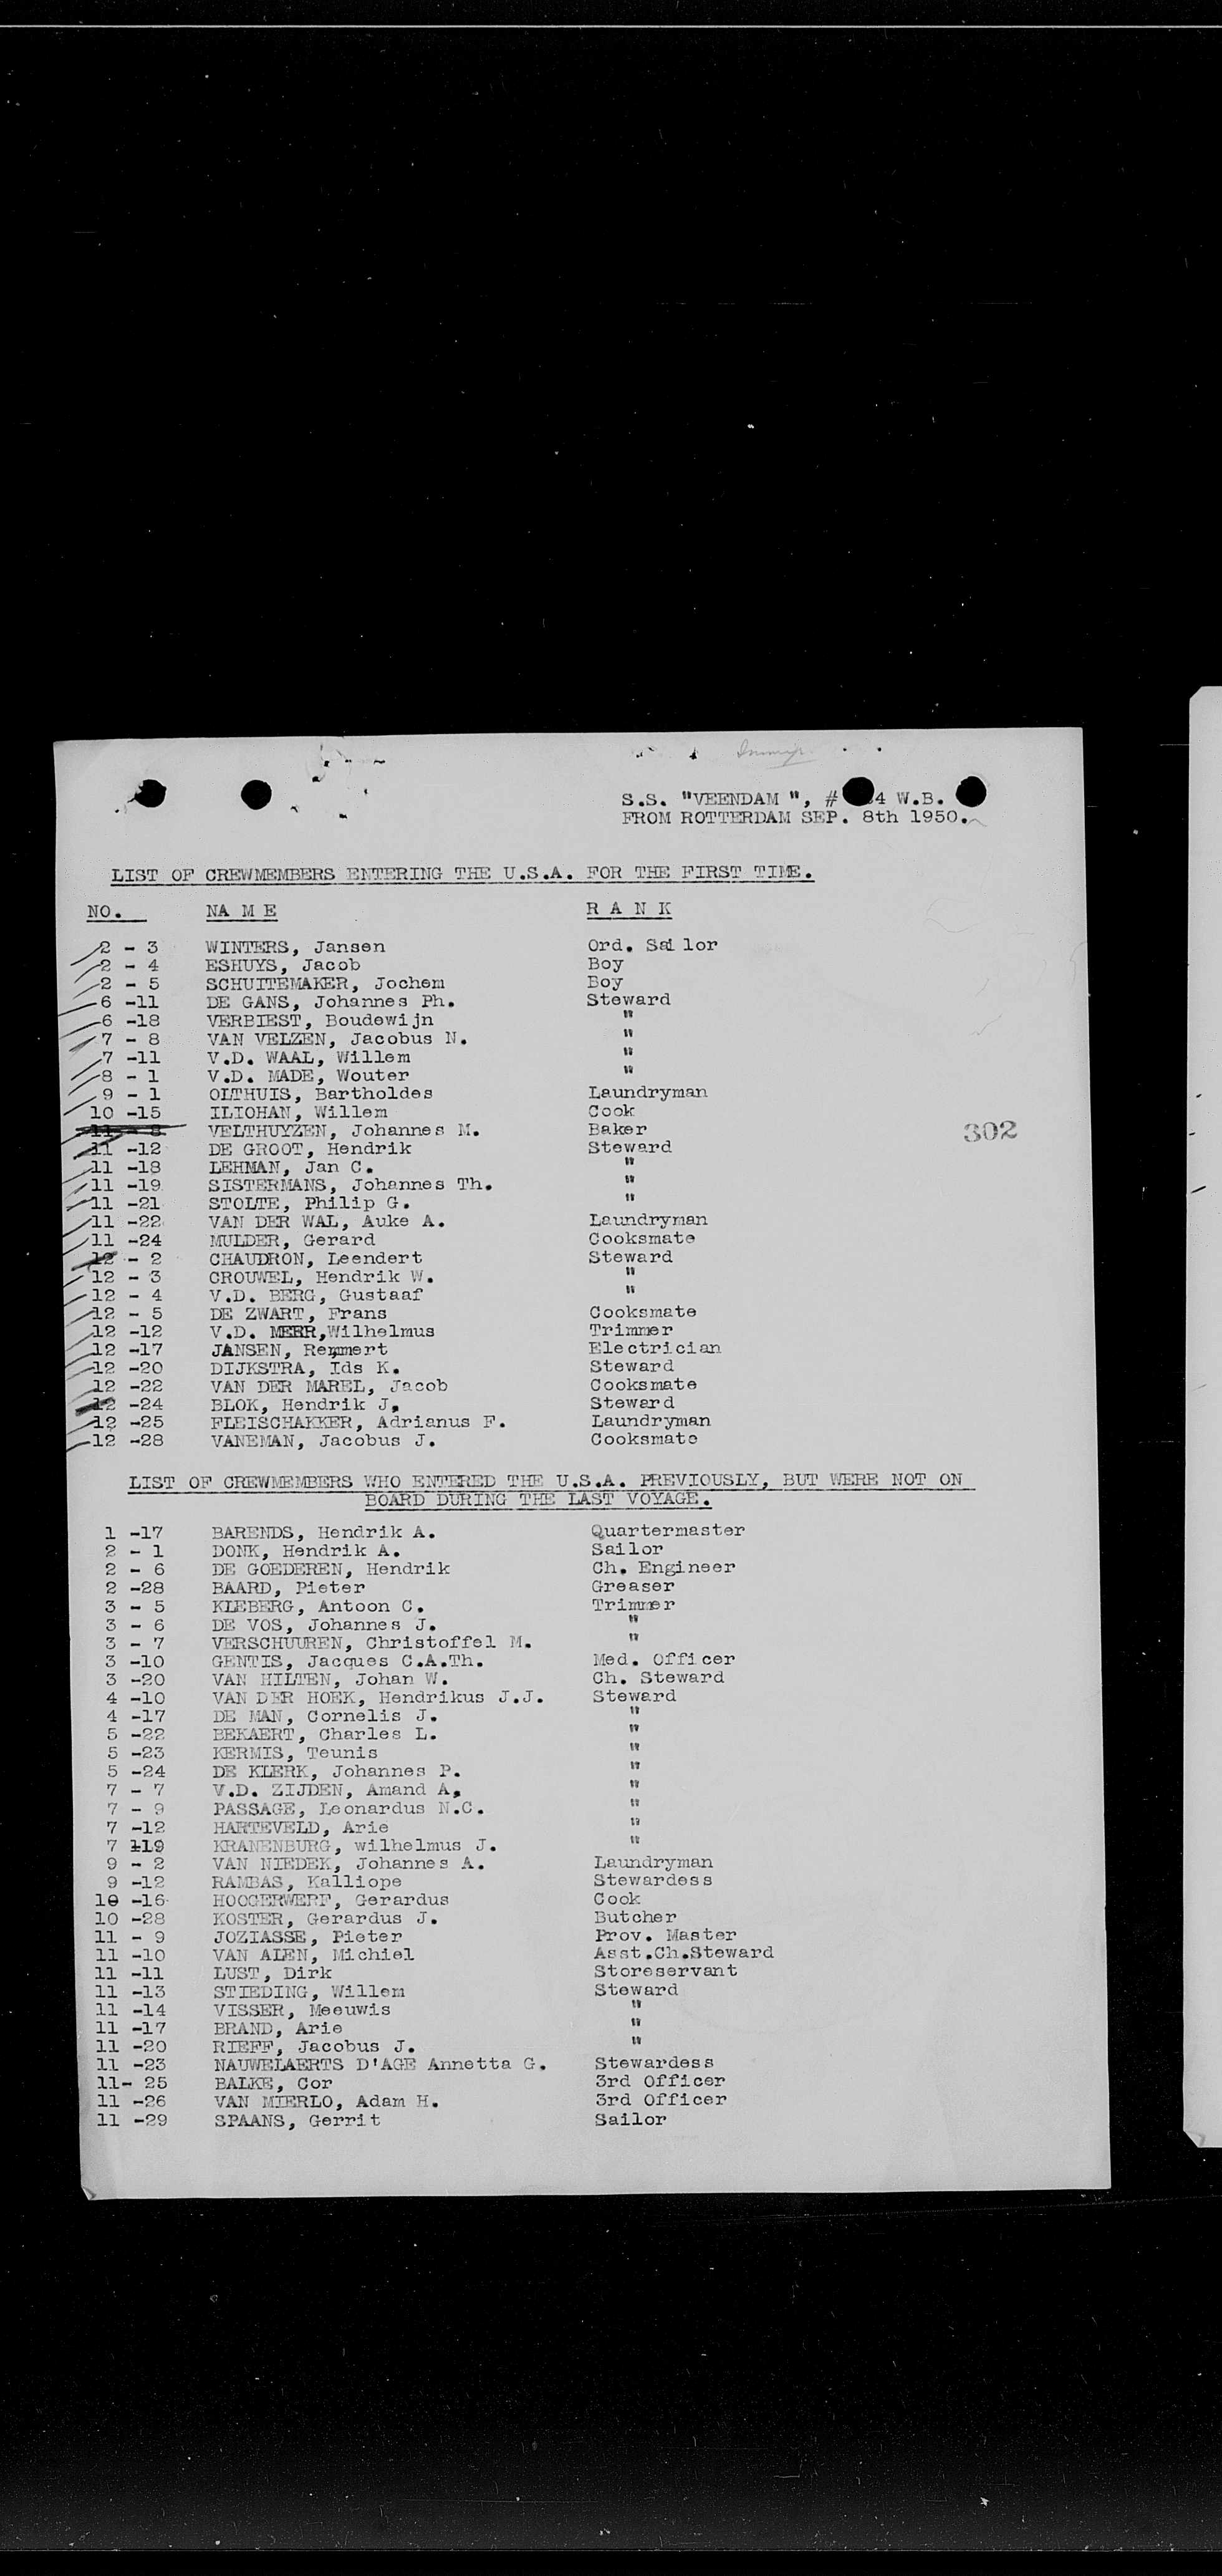 S.S. "VEENDAM ", # 4 W.B.
FROM ROTTERDAM SEP. 8th 1950.
LIST OF CREWMEMBERS ENTERING THE U.S.A. FOR THE FIRST TIME.
NO. NA M E R A N K
2 - 3 WINTERS, Jansen Ord. Sailor
2 - 4 ESHUYS, Jacob Boy
2 - 5 SCHUITEMAKER, Jochem Boy
6 -11 DE GANS, Johannes Ph. Steward
6 -18 VERBIEST, Boudewijn "
7 - 8 VAN VELZEN, Jacobus N. "
7 -11 V.D. WAAL, Willem "
8 - 1 V.D. MADE, Wouter "
9 - 1 OLTHUIS, Bartholdes Laundryman
10 -15 ILIOHAN, Willem Cook
11 - 8 VELTHUYZEN, Johannes M. Baker
302
11 -12 DE GROOT, Hendrik Steward
11 -18 LEHMAN, Jan C. "
11 -19 SISTERMANS, Johannes Th. "
11 -21 STOLTE, Philip G. "
11 -22 VAN DER WAL, Auke A. Laundryman
11 -24 MULDER, Gerard Cooksmate
12 - 2 CHAUDRON, Leendert Steward
12 - 3 CROUWEL, Hendrik W. "
12 - 4 V.D. BERG, Gustaaf "
12 - 5 DE ZWART, Frans Cooksmate
12 -12 V.D. MEER,Wilhelmus Trimmer
12 -17 JANSEN, Remmert Electrician
12 -20 DIJKSTRA, Ids K. Steward
12 -22 VAN DER MAREL, Jacob Cooksmate
12 -24 BLOK, Hendrik J. Steward
12 -25 FLEISCHAKKER, Adrianus F. Laundryman
12 -28 VANEMAN, Jacobus J. Cooksmate
LIST OF CREWMEMBERS WHO ENTERED THE U.S.A. PREVIOUSLY, BUT WERE NOT ON
BOARD DURING THE LAST VOYAGE.
1 -17 BARENDS, Hendrik A. Quartermaster
2 - 1 DONK, Hendrik A. Sailor
2 - 6 DE GOEDEREN, Hendrik Ch. Engineer
2 -28 BAARD, Pieter Greaser
3 - 5 KLEBERG, Antoon C. Trimmer
3 - 6 DE VOS, Johannes J. "
3 - 7 VERSCHUUREN, Christoffel M. "
3 -10 GENTIS, Jacques C.A.Th. Med. Officer
3 -20 VAN HILTEN, Johan W. Ch. Steward
4 -10 VAN DER HOEK, Hendrikus J.J. Steward
4 -17 DE MAN, Cornelis J. "
5 -22 BEKAERT, Charles L. "
5 -23 KERMIS, Teunis "
5 -24 DE KLERK, Johannes P. "
7 - 7 V.D. ZIJDEN, Amand A. "
7 - 9 PASSAGE, Leonardus N.C. "
7 -12 HARTEVELD, Arie "
7 -19 KRANENBURG, wilhelmus J. "
9 - 2 VAN NIEDEK, Johannes A. Laundryman
9 -12 RAMBAS, Kalliope Stewardess
10 -16 HOOGERWERF, Gerardus Cook
10 -28 KOSTER, Gerardus J. Butcher
11 - 9 JOZIASSE, Pieter Prov. Master
11 -10 VAN ALEN, Michiel Asst.Ch.Steward
11 -11 LUST, Dirk Storeservant
11 -13 STIEDING, Willem Steward
11 -14 VISSER, Meeuwis "
11 -17 BRAND, Arie "
11 -20 RIEFF, Jacobus J. "
11 -23 NAUWELAERTS D'AGE Annetta G. Stewardess
11- 25 BALKE, Cor 3rd Officer
11 -26 VAN MIERLO, Adam H. 3rd Officer
11 -29 SPAANS, Gerrit Sailor